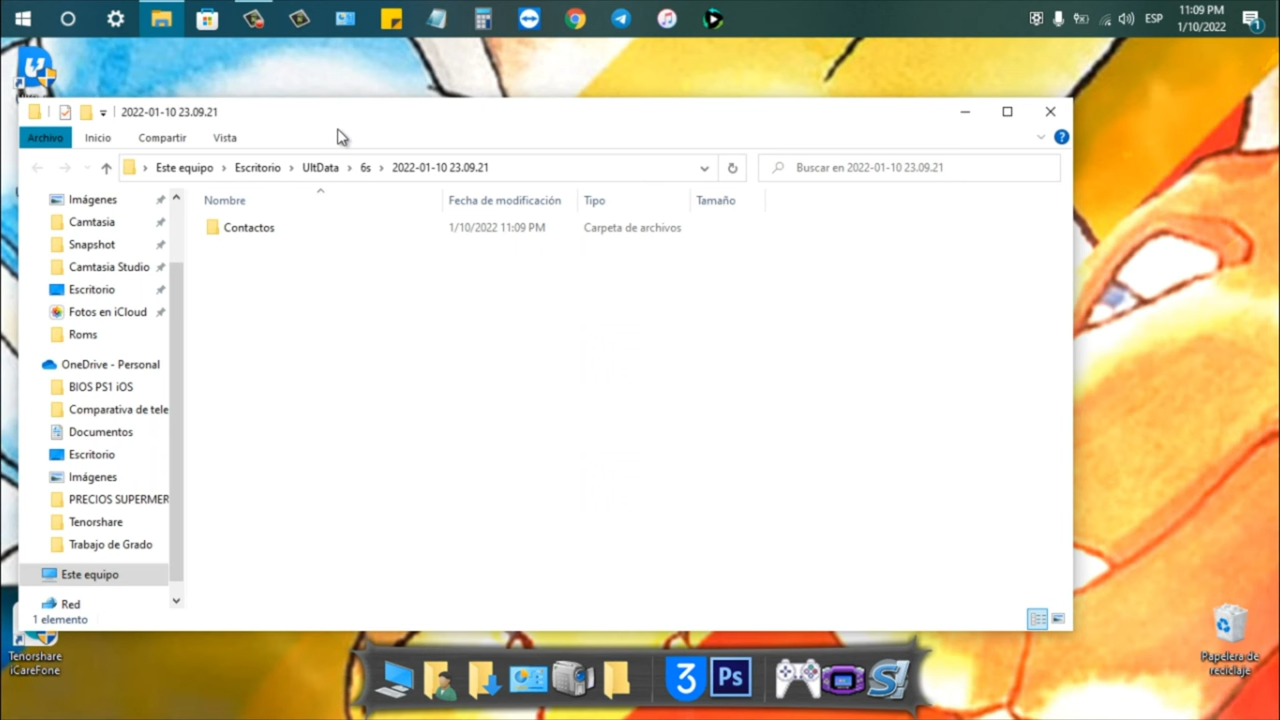 ESP
11:09 PM
1/10/2022
1
2022-01-10 23.09.21
Archivo Inicio Compartir Vista
Este equipo > Escritorio > UltData > 6s > 2022-01-10 23.09.21
Buscar en 2022-01-10 23.09.21
Nombre Fecha de modificación Tipo Tamaño
Contactos 1/10/2022 11:09 PM Carpeta de archivos
Imágenes
Camtasia
Snapshot
Camtasia Studio
Escritorio
Fotos en iCloud
Roms
OneDrive - Personal
BIOS PS1 iOS
Comparativa de tele
Documentos
Escritorio
Imágenes
PRECIOS SUPERMER
Tenorshare
Trabajo de Grado
Este equipo
Red
1 elemento
Tenorshare
iCareFone
Papelera de
reciclaje
Ps